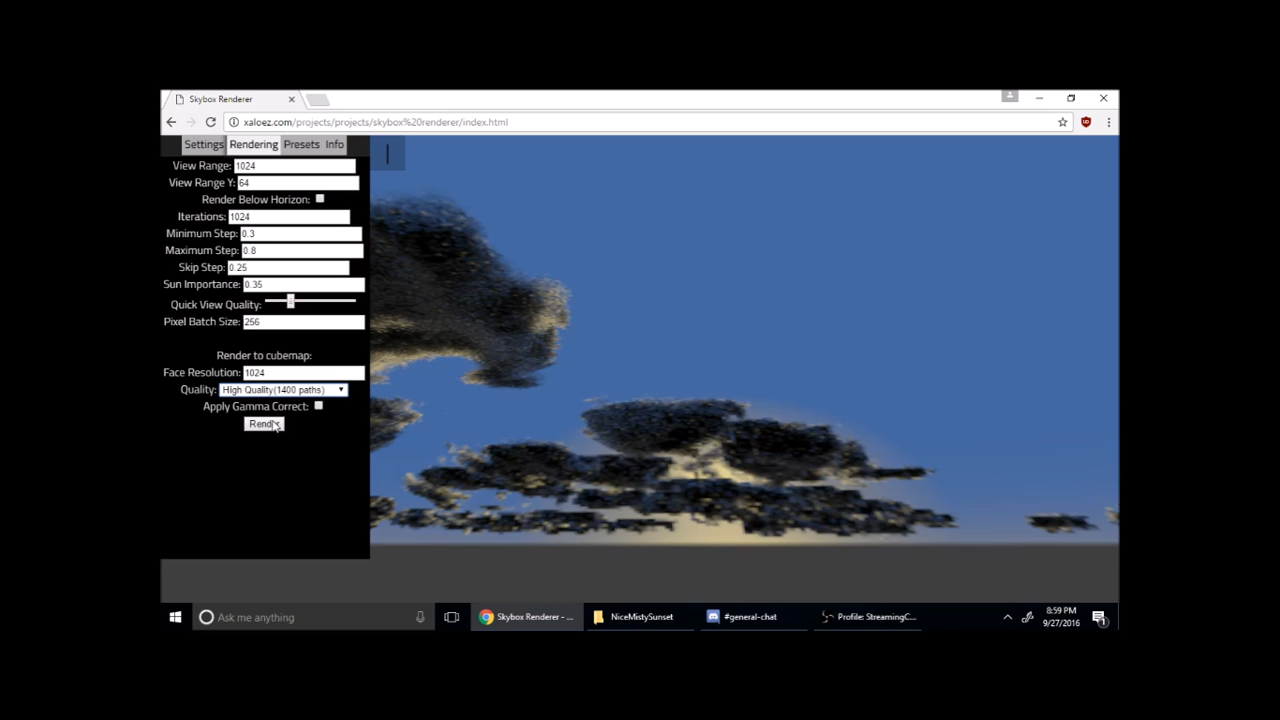 Skybox Renderer
xaloez.com/projects/projects/skybox%20renderer/index.html
Settings Rendering Presets Info
View Range: 1024
View Range Y: 64
Render Below Horizon:
Iterations: 1024
Minimum Step: 0.3
Maximum Step: 0.8
Skip Step: 0.25
Sun Importance: 0.35
Quick View Quality:
Pixel Batch Size: 256
Render to cubemap:
Face Resolution: 1024
Quality: High Quality(1400 paths)
Apply Gamma Correct:
Render
Ask me anything
Skybox Renderer - ...
NiceMistySunset
#general-chat
Profile: StreamingC...
8:59 PM
9/27/2016